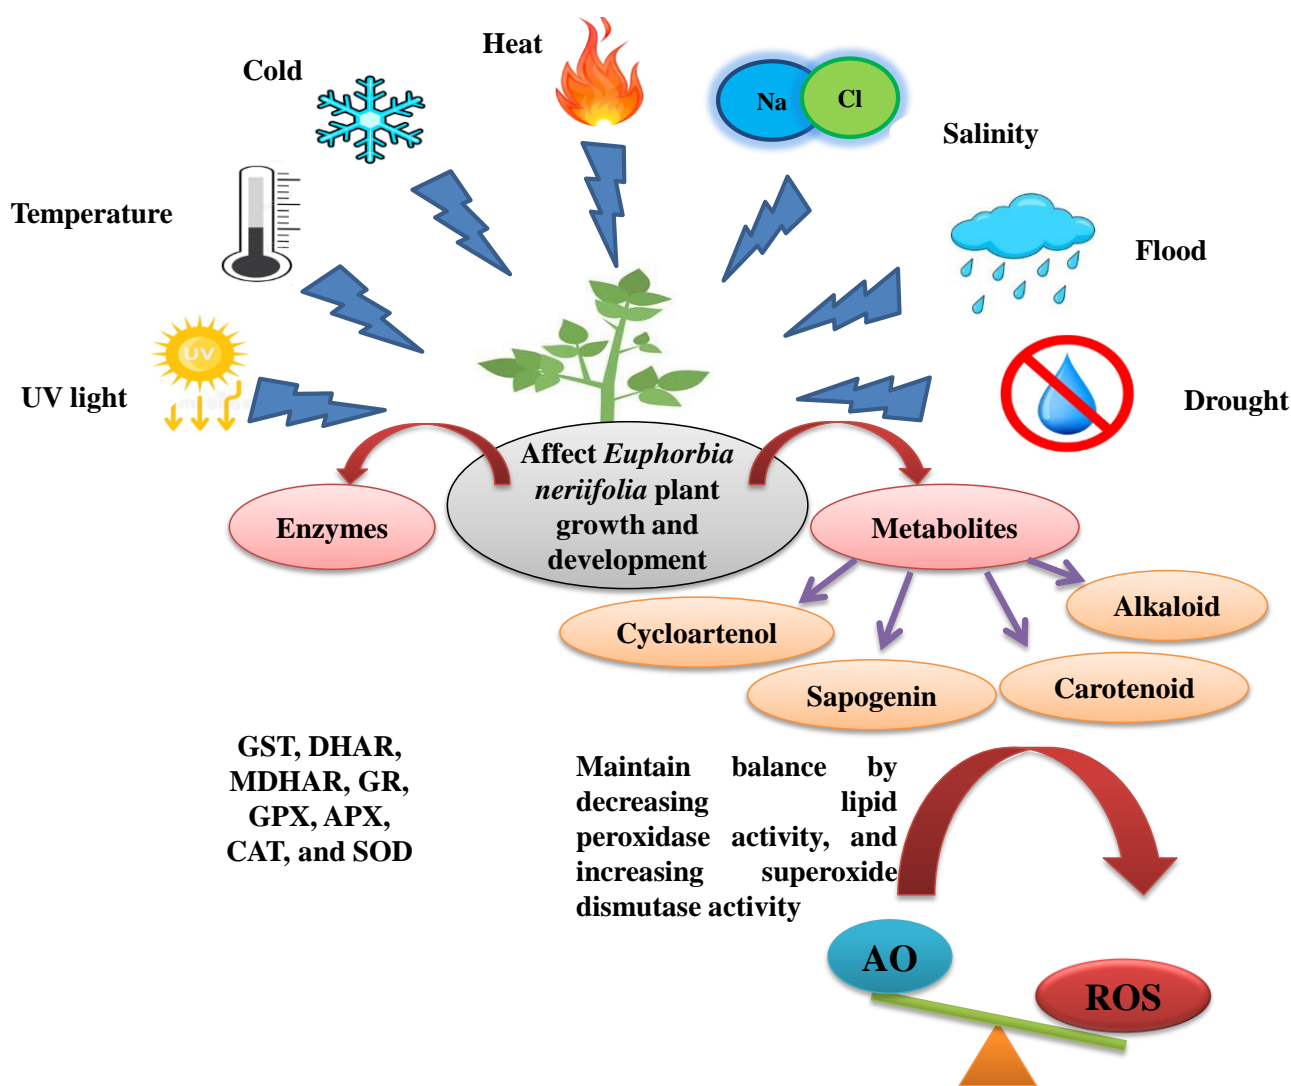 Heat
Cold
Na
Cl
Salinity
Temperature
Flood
UV
UV light
Drought
Affect Euphorbia
neriifolia plant
growth and
development
Enzymes
Metabolites
Cycloartenol
Sapogenin
Carotenoid
Alkaloid
GST, DHAR,
MDHAR, GR,
GPX, APX,
CAT, and SOD
Maintain balance by
decreasing lipid
peroxidase activity, and
increasing superoxide
dismutase activity
AO
ROS